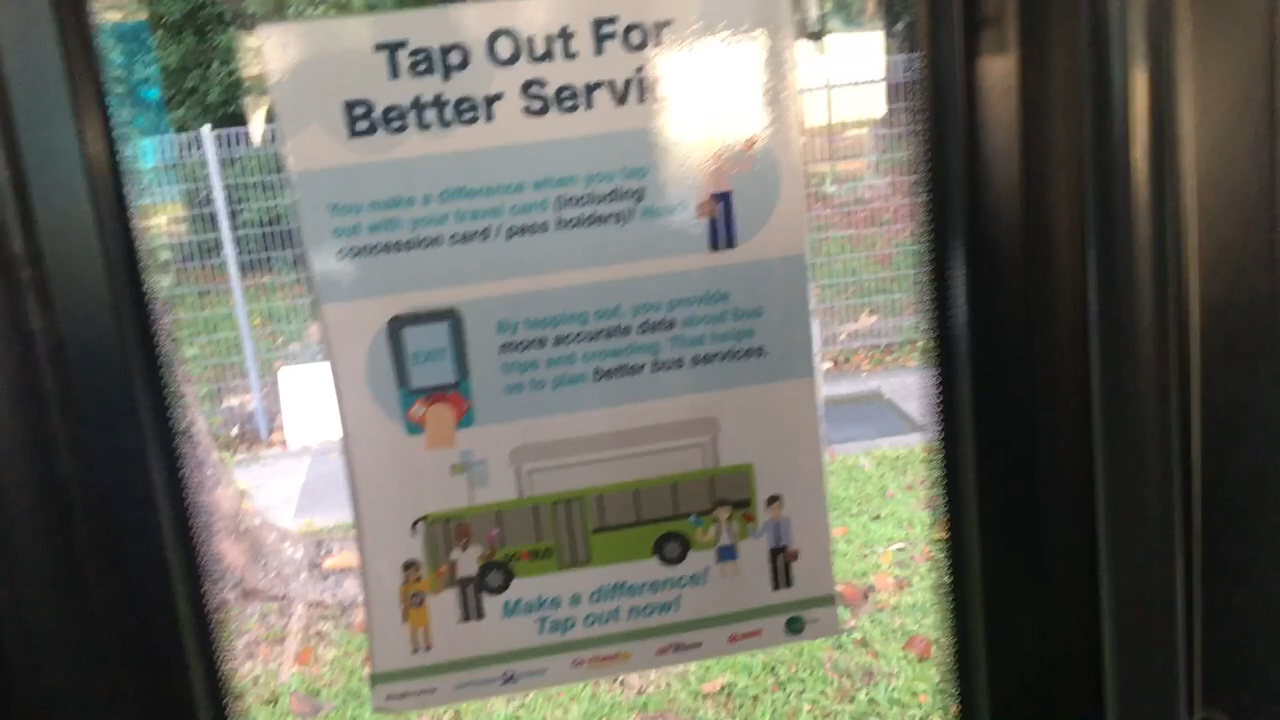 Tap Out For
Better Servi
You make a difference when you tap
out with your travel card (including
concession card / pass holders)!
EXIT
By tapping out, you provide
more accurate data about bus
trips and crowding. That helps
us to plan better bus services.
Make a difference!
Tap out now!